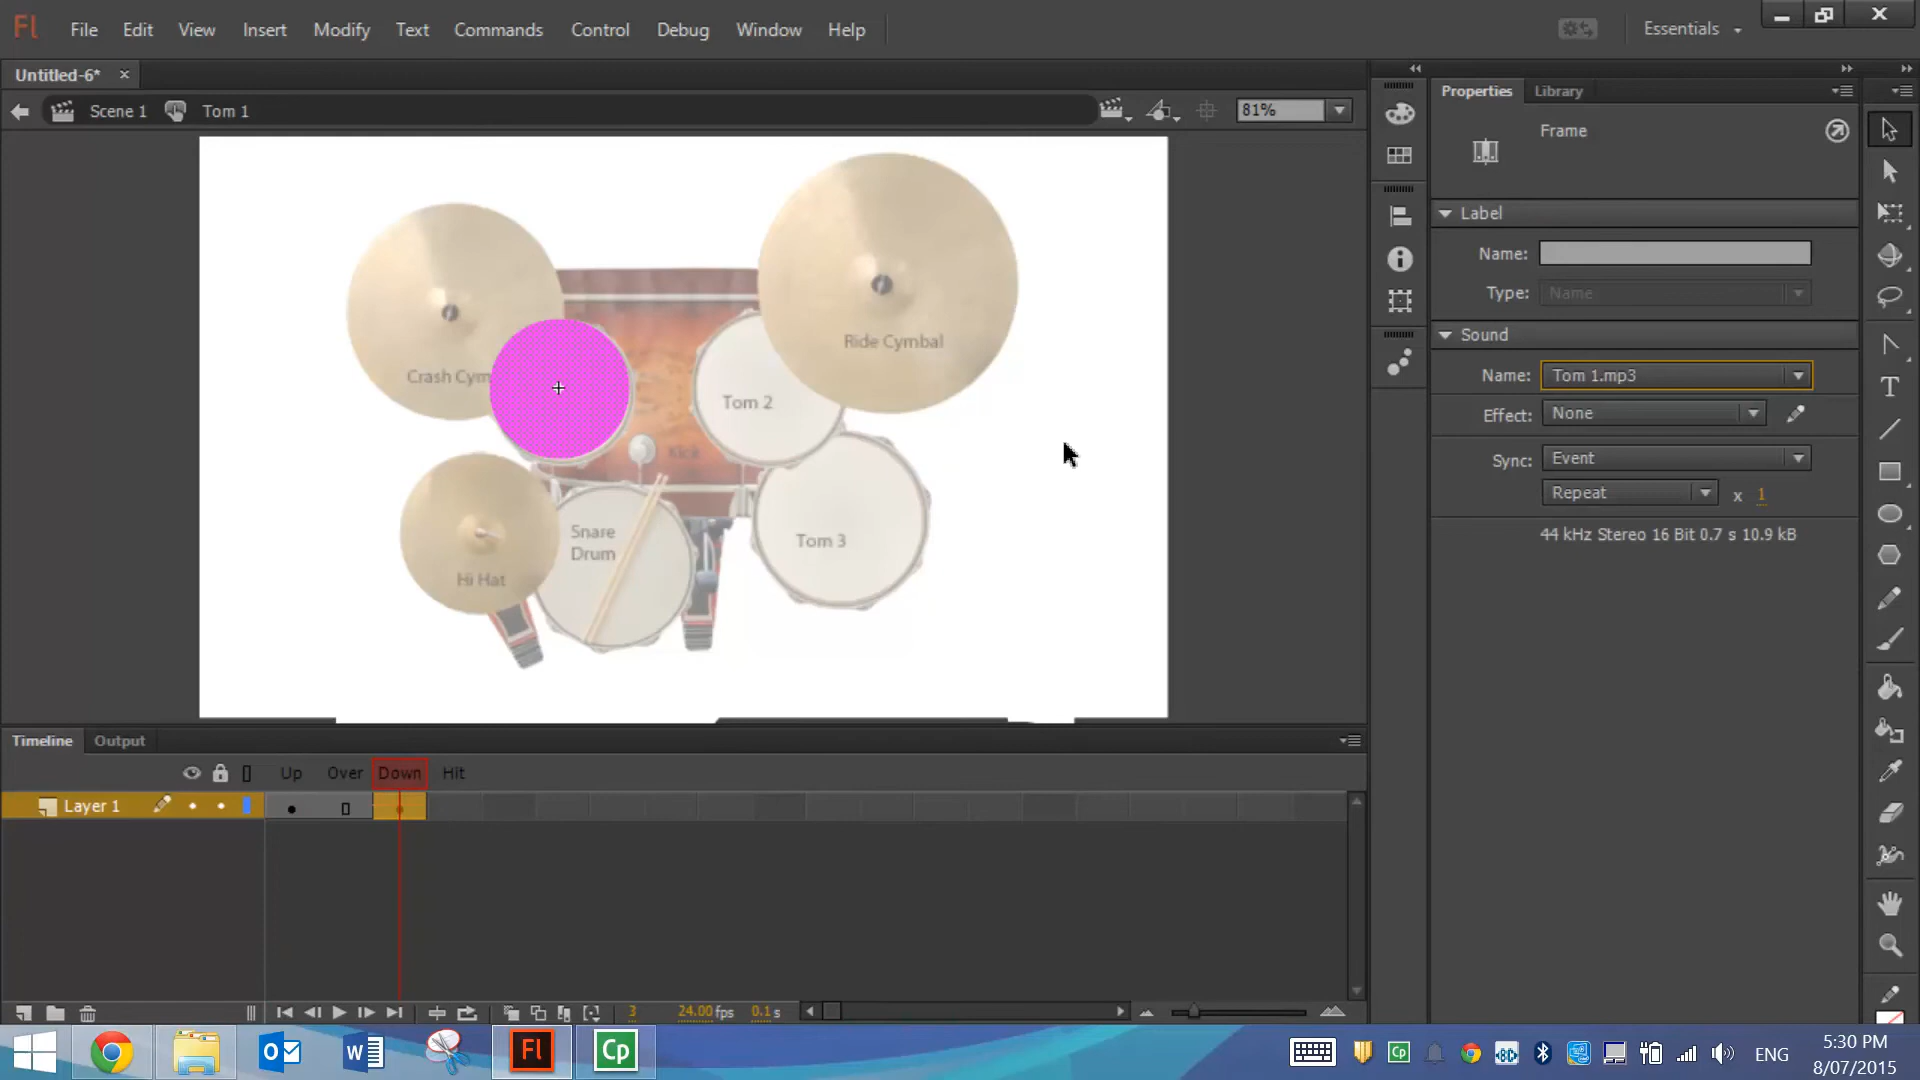 Fl File Edit View Insert Modify Text Commands Control Debug Window Help Essentials
Untitled-6* ×
Scene 1 Tom 1 81%
Properties Library
Frame
Label
Name:
Type: Name
Sound
Name: Tom 1.mp3
Effect: None
Sync: Event
Repeat x 1
44 kHz Stereo 16 Bit 0.7 s 10.9 kB
Ride Cymbal
Crash Cym
Tom 2
Kick
Snare
Drum
Tom 3
Hi Hat
Timeline Output
Up Over Down Hit
Layer 1
3 24.00 fps 0.1 s
Fl Cp
Cp
ENG
5:30 PM
8/07/2015